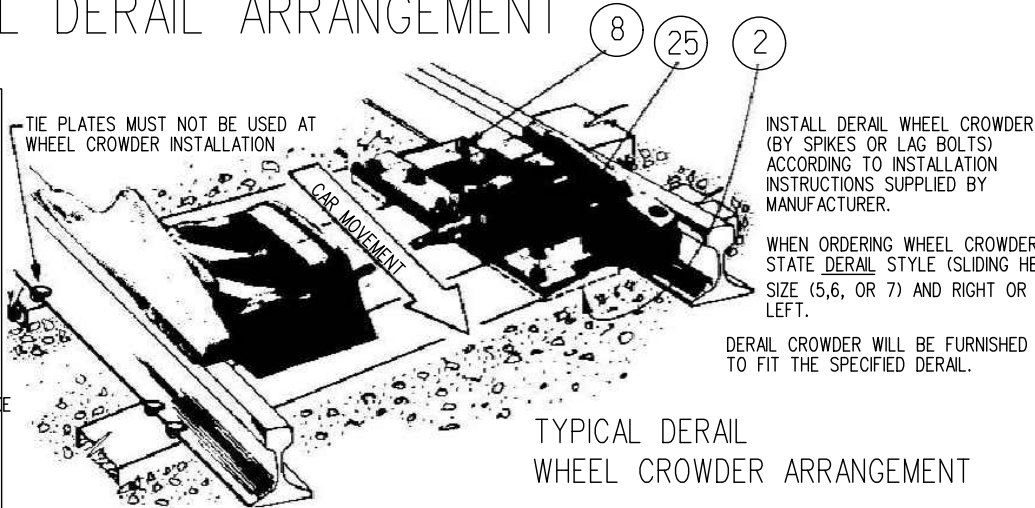 DERAIL ARRANGEMENT
8
25
2
TIE PLATES MUST NOT BE USED AT
WHEEL CROWDER INSTALLATION
CAR MOVEMENT
INSTALL DERAIL WHEEL CROWDER
(BY SPIKES OR LAG BOLTS)
ACCORDING TO INSTALLATION
INSTRUCTIONS SUPPLIED BY
MANUFACTURER.
WHEN ORDERING WHEEL CROWDER
STATE DERAIL STYLE (SLIDING
SIZE (5,6, OR 7) AND RIGHT OR
LEFT.
DERAIL CROWDER WILL BE FURNISHED
TO FIT THE SPECIFIED DERAIL.
TYPICAL DERAIL
WHEEL CROWDER ARRANGEMENT